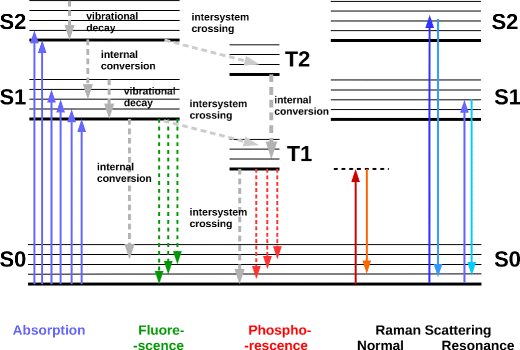 S2
vibrational
decay
intersystem
crossing
S2
internal
conversion
T2
S1
vibrational
decay
internal
conversion
intersystem
crossing
S1
T1
internal
conversion
intersystem
crossing
S0
S0
Absorption
Fluore-
-scence
Phospho-
-rescence
Raman Scattering
Normal
Resonance